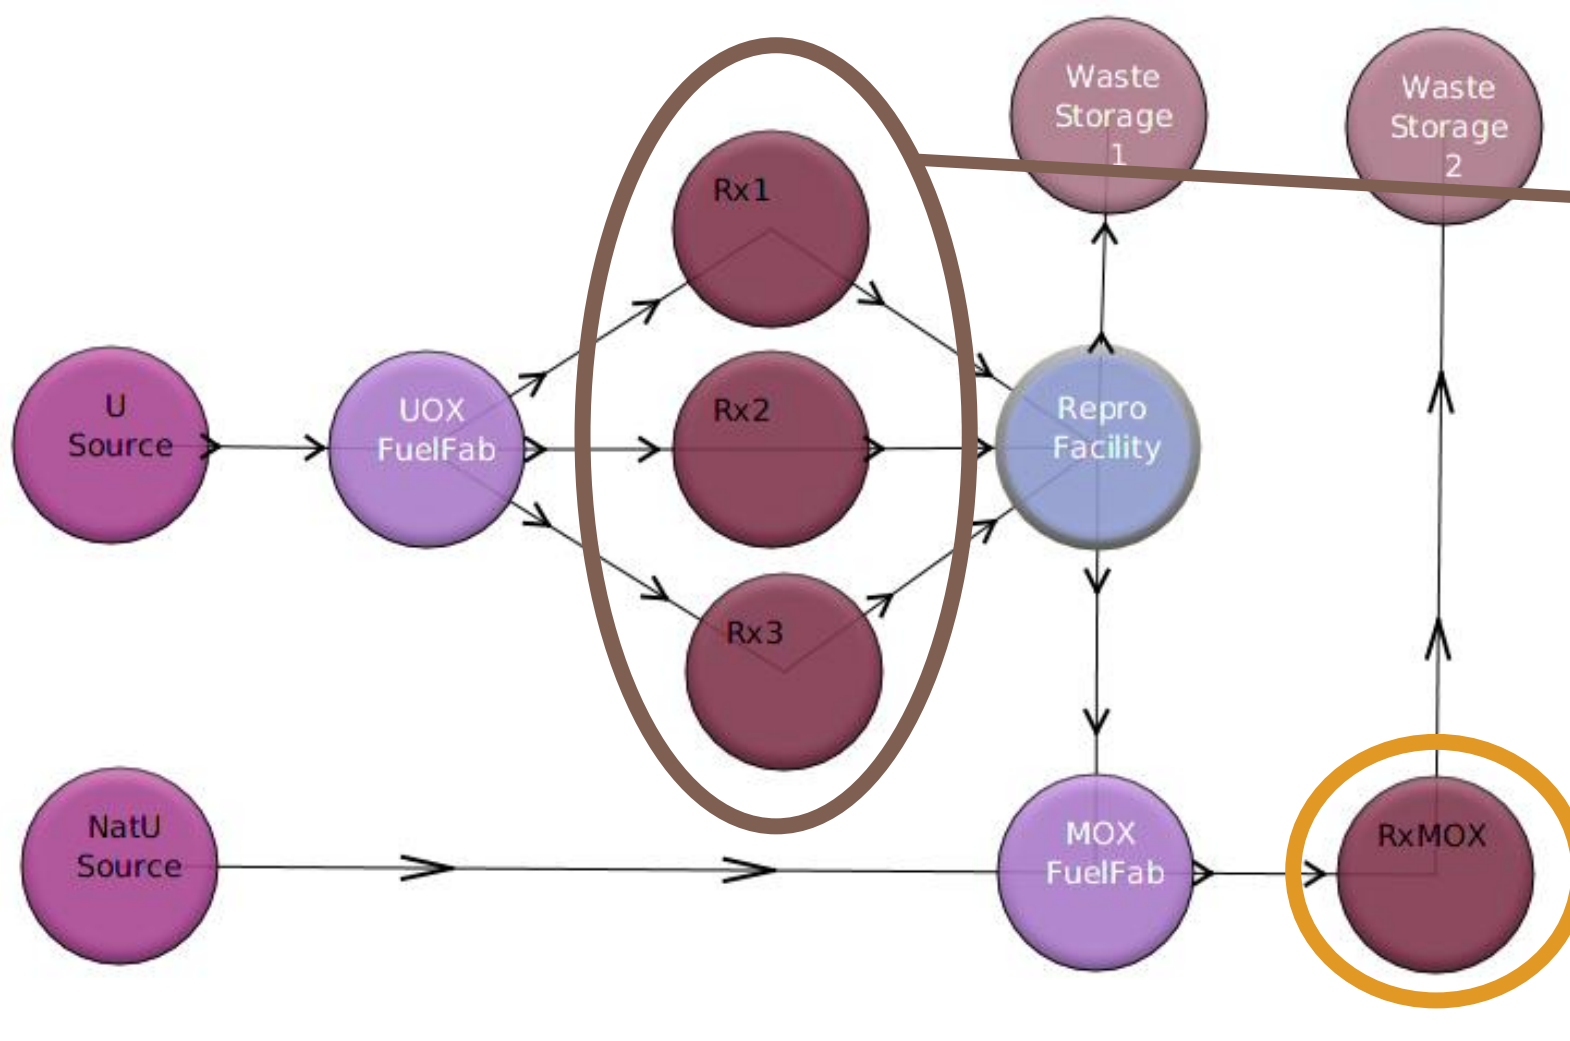 Waste
Storage
1
Waste
Storage
2
Rx1
U
Source
UOX
FuelFab
Rx2
Repro
Facility
Rx3
NatU
Source
MOX
FuelFab
RxMOX